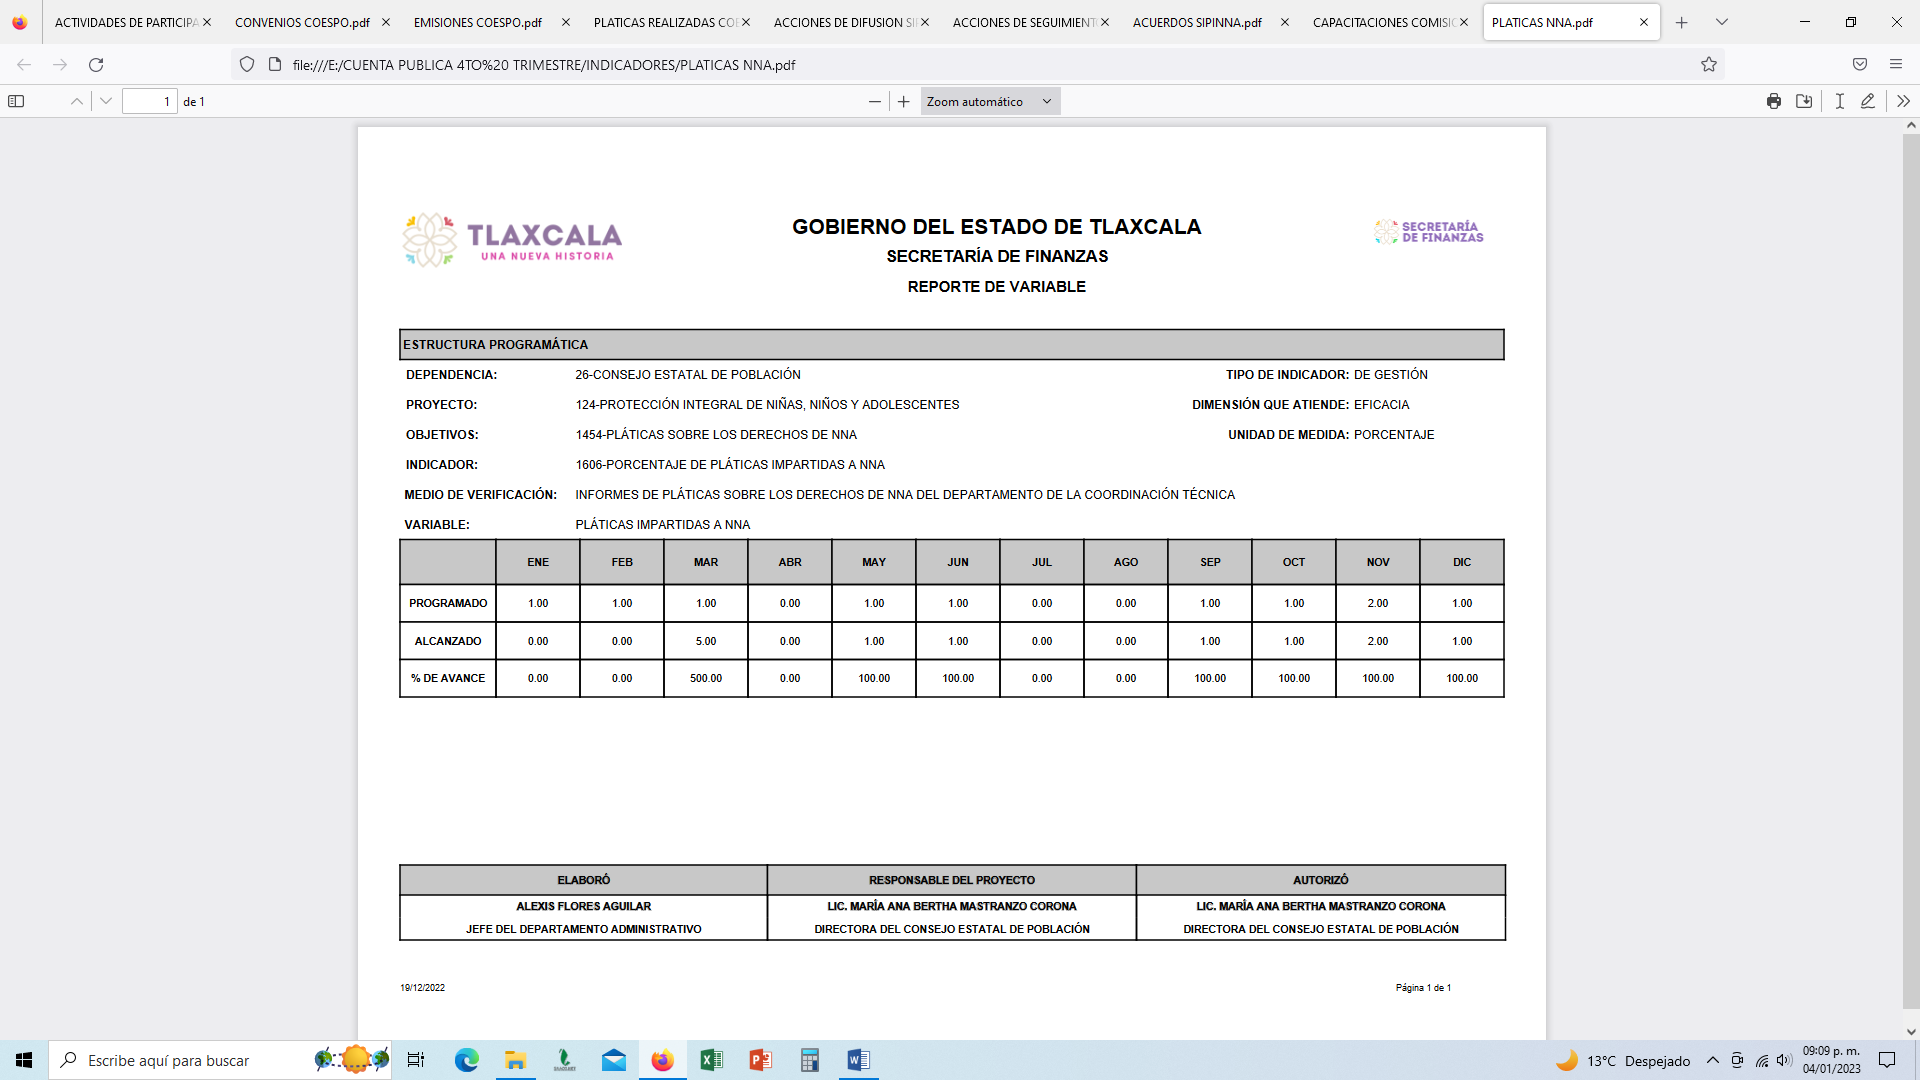 ACTIVIDADES DE PARTICIPA CONVENIOS COESPO.pdf EMISIONES COESPO.pdf PLATICAS REALIZADAS COE ACCIONES DE DIFUSION SI ACCIONES DE SEGUIMIENT ACUERDOS SIPINNA.pdf CAPACITACIONES COMISIO PLATICAS NNA.pdf
file:///E:/CUENTA PUBLICA 4TO%20 TRIMESTRE/INDICADORES/PLATICAS NNA.pdf
1 de 1 Zoom automático
TLAXCALA
UNA NUEVA HISTORIA
GOBIERNO DEL ESTADO DE TLAXCALA
SECRETARÍA DE FINANZAS
REPORTE DE VARIABLE
SECRETARÍA
DE FINANZAS
ESTRUCTURA PROGRAMÁTICA
DEPENDENCIA: 26-CONSEJO ESTATAL DE POBLACIÓN TIPO DE INDICADOR: DE GESTIÓN
PROYECTO: 124-PROTECCIÓN INTEGRAL DE NIÑAS, NIÑOS Y ADOLESCENTES DIMENSIÓN QUE ATIENDE: EFICACIA
OBJETIVOS: 1454-PLÁTICAS SOBRE LOS DERECHOS DE NNA UNIDAD DE MEDIDA: PORCENTAJE
INDICADOR: 1606-PORCENTAJE DE PLÁTICAS IMPARTIDAS A NNA
MEDIO DE VERIFICACIÓN: INFORMES DE PLÁTICAS SOBRE LOS DERECHOS DE NNA DEL DEPARTAMENTO DE LA COORDINACIÓN TÉCNICA
VARIABLE: PLÁTICAS IMPARTIDAS A NNA
ENE FEB MAR ABR MAY JUN JUL AGO SEP OCT NOV DIC
PROGRAMADO 1.00 1.00 1.00 0.00 1.00 1.00 0.00 0.00 1.00 1.00 2.00 1.00
ALCANZADO 0.00 0.00 5.00 0.00 1.00 1.00 0.00 0.00 1.00 1.00 2.00 1.00
% DE AVANCE 0.00 0.00 500.00 0.00 100.00 100.00 0.00 0.00 100.00 100.00 100.00 100.00
ELABORÓ RESPONSABLE DEL PROYECTO AUTORIZÓ
ALEXIS FLORES AGUILAR LIC. MARÍA ANA BERTHA MASTRANZO CORONA LIC. MARÍA ANA BERTHA MASTRANZO CORONA
JEFE DEL DEPARTAMENTO ADMINISTRATIVO DIRECTORA DEL CONSEJO ESTATAL DE POBLACIÓN DIRECTORA DEL CONSEJO ESTATAL DE POBLACIÓN
19/12/2022 Página 1 de 1
Escribe aquí para buscar 13°C Despejado 09:09 p. m.
04/01/2023